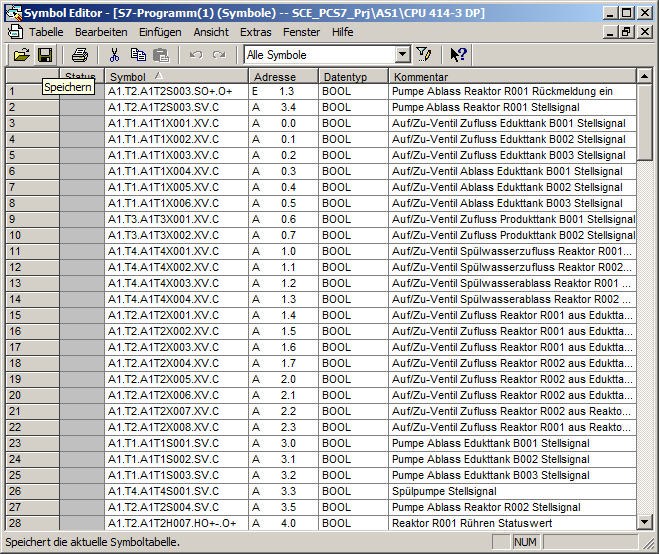 Symbol Editor - [S7-Programm(1) (Symbole) -- SCE_PCS7_Prj\AS1\CPU 414-3 DP]
Tabelle Bearbeiten Einfügen Ansicht Extras Fenster Hilfe
Alle Symbole
Status Symbol Adresse Datentyp Kommentar
Speichern
1 A1.T2.A1T2S003.SO+.O+ E 1.3 BOOL Pumpe Ablass Reaktor R001 Rückmeldung ein
2 A1.T2.A1T2S003.SV.C A 3.4 BOOL Pumpe Ablass Reaktor R001 Stellsignal
3 A1.T1.A1T1X001.XV.C A 0.0 BOOL Auf/Zu-Ventil Zufluss Edukttank B001 Stellsignal
4 A1.T1.A1T1X002.XV.C A 0.1 BOOL Auf/Zu-Ventil Zufluss Edukttank B002 Stellsignal
5 A1.T1.A1T1X003.XV.C A 0.2 BOOL Auf/Zu-Ventil Zufluss Edukttank B003 Stellsignal
6 A1.T1.A1T1X004.XV.C A 0.3 BOOL Auf/Zu-Ventil Ablass Edukttank B001 Stellsignal
7 A1.T1.A1T1X005.XV.C A 0.4 BOOL Auf/Zu-Ventil Ablass Edukttank B002 Stellsignal
8 A1.T1.A1T1X006.XV.C A 0.5 BOOL Auf/Zu-Ventil Ablass Edukttank B003 Stellsignal
9 A1.T3.A1T3X001.XV.C A 0.6 BOOL Auf/Zu-Ventil Zufluss Produkttank B001 Stellsignal
10 A1.T3.A1T3X002.XV.C A 0.7 BOOL Auf/Zu-Ventil Zufluss Produkttank B002 Stellsignal
11 A1.T4.A1T4X001.XV.C A 1.0 BOOL Auf/Zu-Ventil Spülwasserzufluss Reaktor R001...
12 A1.T4.A1T4X002.XV.C A 1.1 BOOL Auf/Zu-Ventil Spülwasserzufluss Reaktor R002...
13 A1.T4.A1T4X003.XV.C A 1.2 BOOL Auf/Zu-Ventil Spülwasserablass Reaktor R001 ...
14 A1.T4.A1T4X004.XV.C A 1.3 BOOL Auf/Zu-Ventil Spülwasserablass Reaktor R002 ...
15 A1.T2.A1T2X001.XV.C A 1.4 BOOL Auf/Zu-Ventil Zufluss Reaktor R001 aus Eduktta...
16 A1.T2.A1T2X002.XV.C A 1.5 BOOL Auf/Zu-Ventil Zufluss Reaktor R001 aus Eduktta...
17 A1.T2.A1T2X003.XV.C A 1.6 BOOL Auf/Zu-Ventil Zufluss Reaktor R001 aus Eduktta...
18 A1.T2.A1T2X004.XV.C A 1.7 BOOL Auf/Zu-Ventil Zufluss Reaktor R002 aus Eduktta...
19 A1.T2.A1T2X005.XV.C A 2.0 BOOL Auf/Zu-Ventil Zufluss Reaktor R002 aus Eduktta...
20 A1.T2.A1T2X006.XV.C A 2.1 BOOL Auf/Zu-Ventil Zufluss Reaktor R002 aus Eduktta...
21 A1.T2.A1T2X007.XV.C A 2.2 BOOL Auf/Zu-Ventil Zufluss Reaktor R002 aus Reakto...
22 A1.T2.A1T2X008.XV.C A 2.3 BOOL Auf/Zu-Ventil Zufluss Reaktor R002 aus Reakto...
23 A1.T1.A1T1S001.SV.C A 3.0 BOOL Pumpe Ablass Edukttank B001 Stellsignal
24 A1.T1.A1T1S002.SV.C A 3.1 BOOL Pumpe Ablass Edukttank B002 Stellsignal
25 A1.T1.A1T1S003.SV.C A 3.2 BOOL Pumpe Ablass Edukttank B003 Stellsignal
26 A1.T4.A1T4S001.SV.C A 3.3 BOOL Spülpumpe Stellsignal
27 A1.T2.A1T2S004.SV.C A 3.5 BOOL Pumpe Ablass Reaktor R002 Stellsignal
28 A1.T2.A1T2H007.HO+-.O+ A 4.0 BOOL Reaktor R001 Rühren Statuswert
Speichert die aktuelle Symboltabelle. NUM